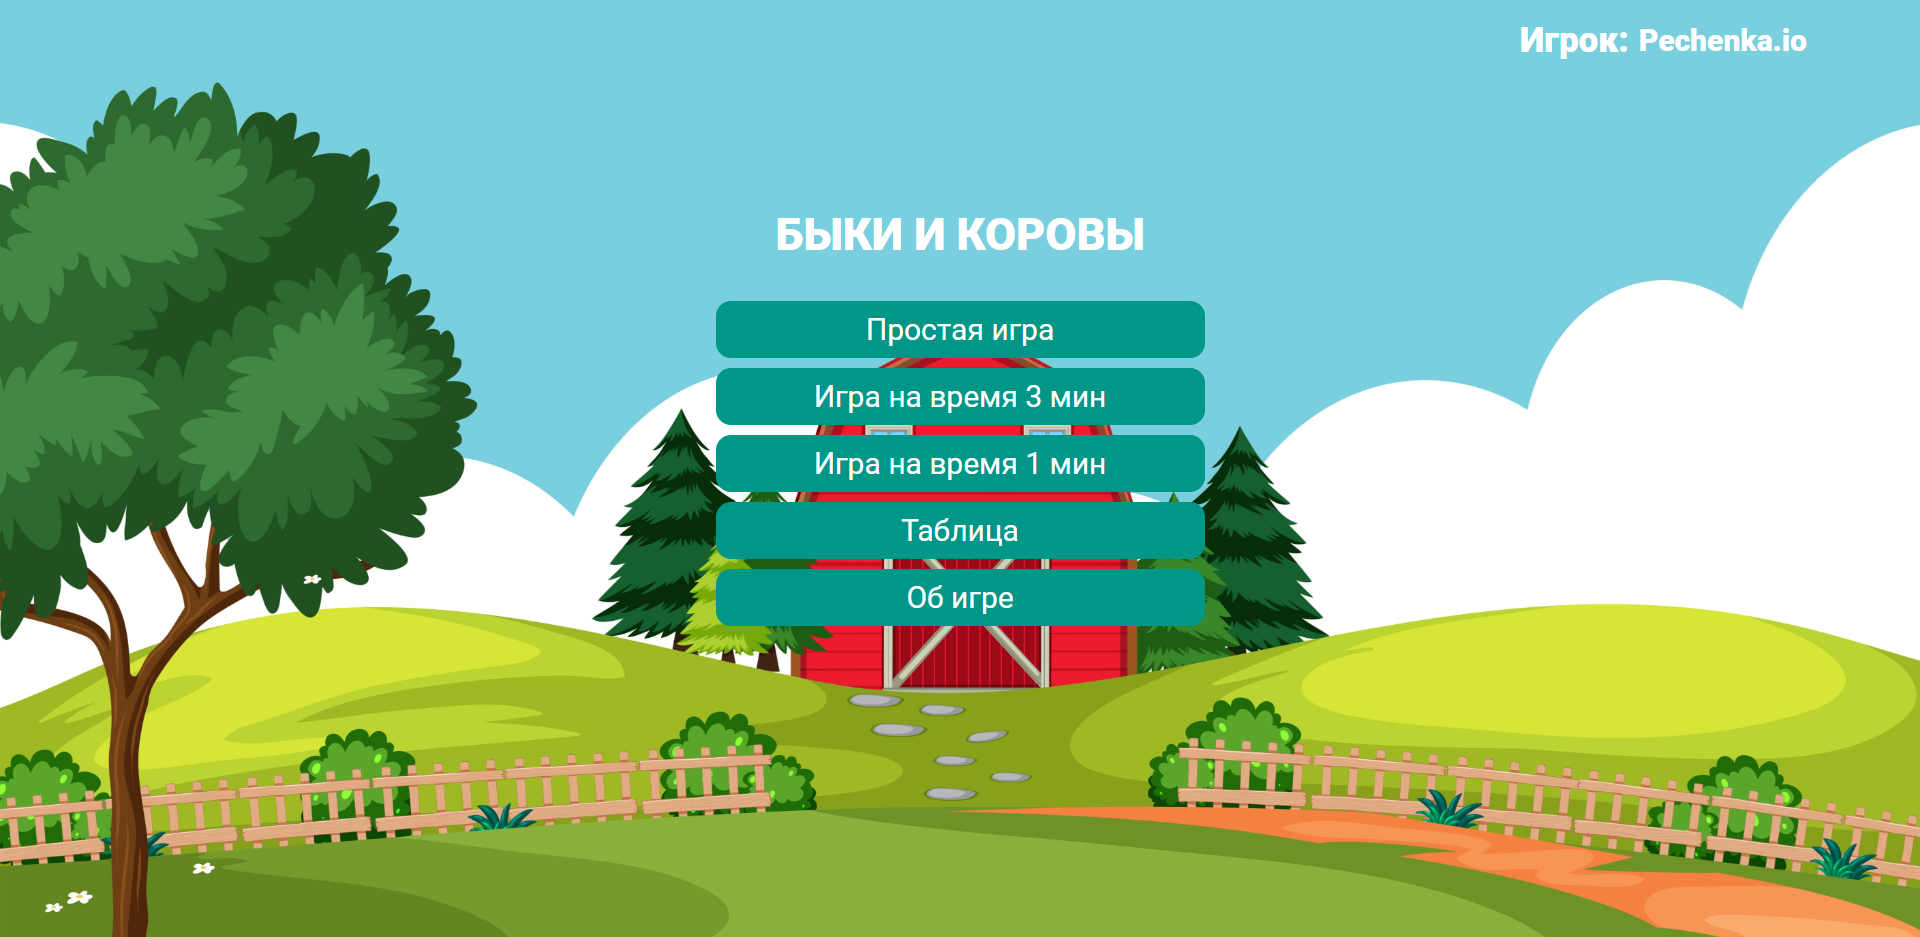 Игрок: Pechenka.io
БЫКИ И КОРОВЫ
Простая игра
Игра на время 3 мин
Игра на время 1 мин
Таблица
Об игре